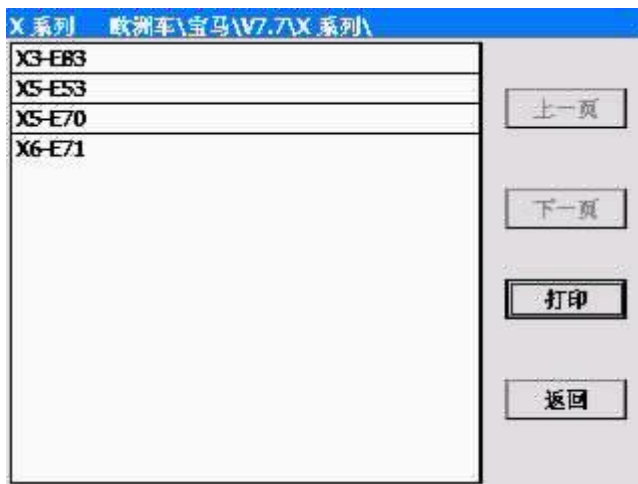 X 系列 欧洲车\宝马\V7.7\X 系列\
X3-E83
X5-E53
X5-E70
X6-E71
上一页
下一页
打印
返回